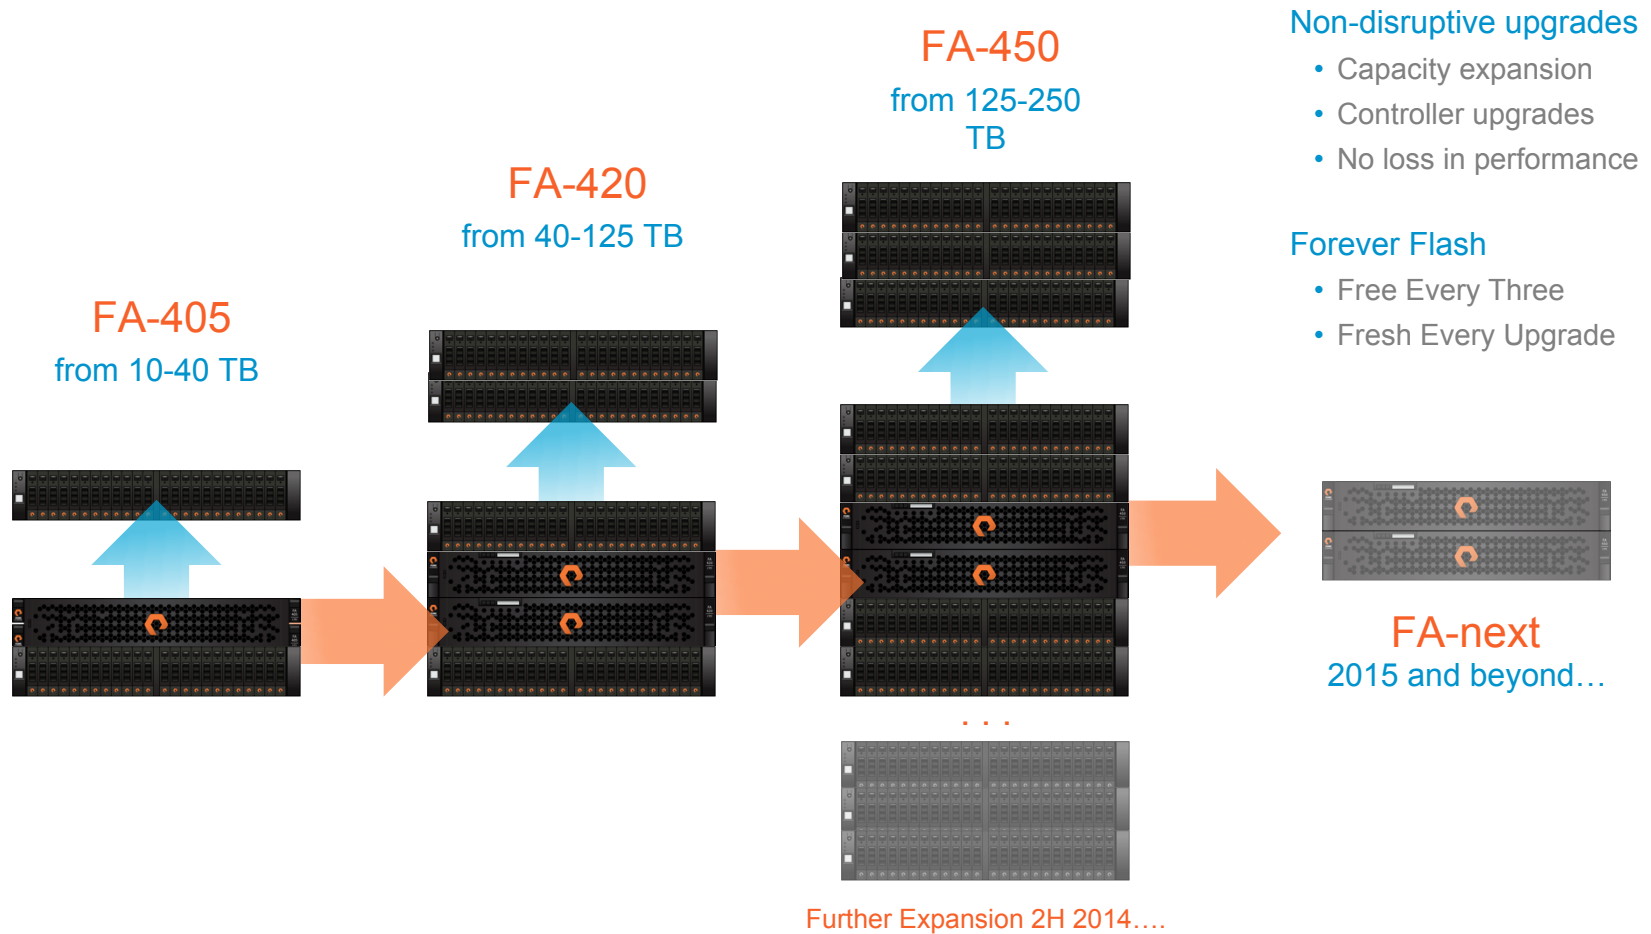 FA-405
from 10-40 TB
FA-420
from 40-125 TB
FA-450
from 125-250
TB
. . .
Further Expansion 2H 2014….
Non-disruptive upgrades
• Capacity expansion
• Controller upgrades
• No loss in performance
Forever Flash
• Free Every Three
• Fresh Every Upgrade
FA-next
2015 and beyond…